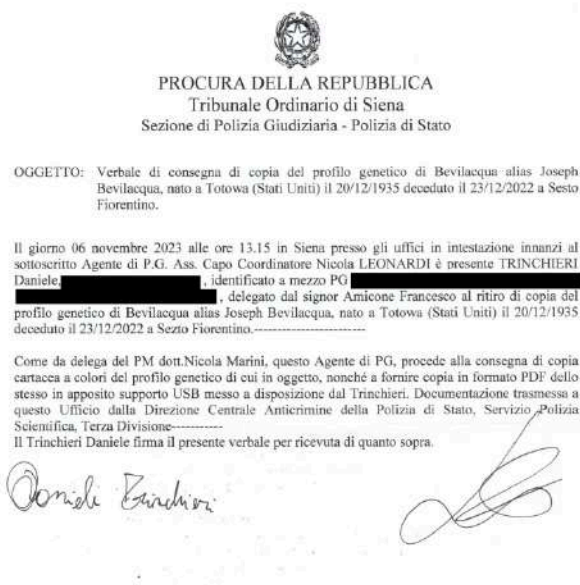 PROCURA DELLA REPUBBLICA
Tribunale Ordinario di Siena
Sezione di Polizia Giudiziaria - Polizia di Stato
OGGETTO: Verbale di consegna di copia del profilo genetico di Bevilacqua alias Joseph
Bevilacqua, nato a Totowa (Stati Uniti) il 20/12/1935 deceduto il 23/12/2022 a Sesto
Fiorentino.
Il giorno 06 novembre 2023 alle ore 13.15 in Siena presso gli uffici in intestazione innanzi al
sottoscritto Agente di P.G. Ass. Capo Coordinatore Nicola LEONARDI è presente TRINCHIERI
Daniele, , identificato a mezzo PG
, delegato dal signor Amicone Francesco al ritiro di copia del
profilo genetico di Bevilacqua alias Joseph Bevilacqua, nato a Totowa (Stati Uniti) il 20/12/1935
deceduto il 23/12/2022 a Sezto Fiorentino.------------------------
Come da delega del PM dott.Nicola Marini, questo Agente di PG, procede alla consegna di copia
cartacea a colori del profilo genetico di cui in oggetto, nonché a fornire copia in formato PDF dello
stesso in apposito supporto USB messo a disposizione dal Trinchieri. Documentazione trasmessa a
questo Ufficio dalla Direzione Centrale Anticrimine della Polizia di Stato, Servizio Polizia
Scientifica, Terza Divisione-----------
Il Trinchieri Daniele firma il presente verbale per ricevuta di quanto sopra.
Daniele Trinchieri